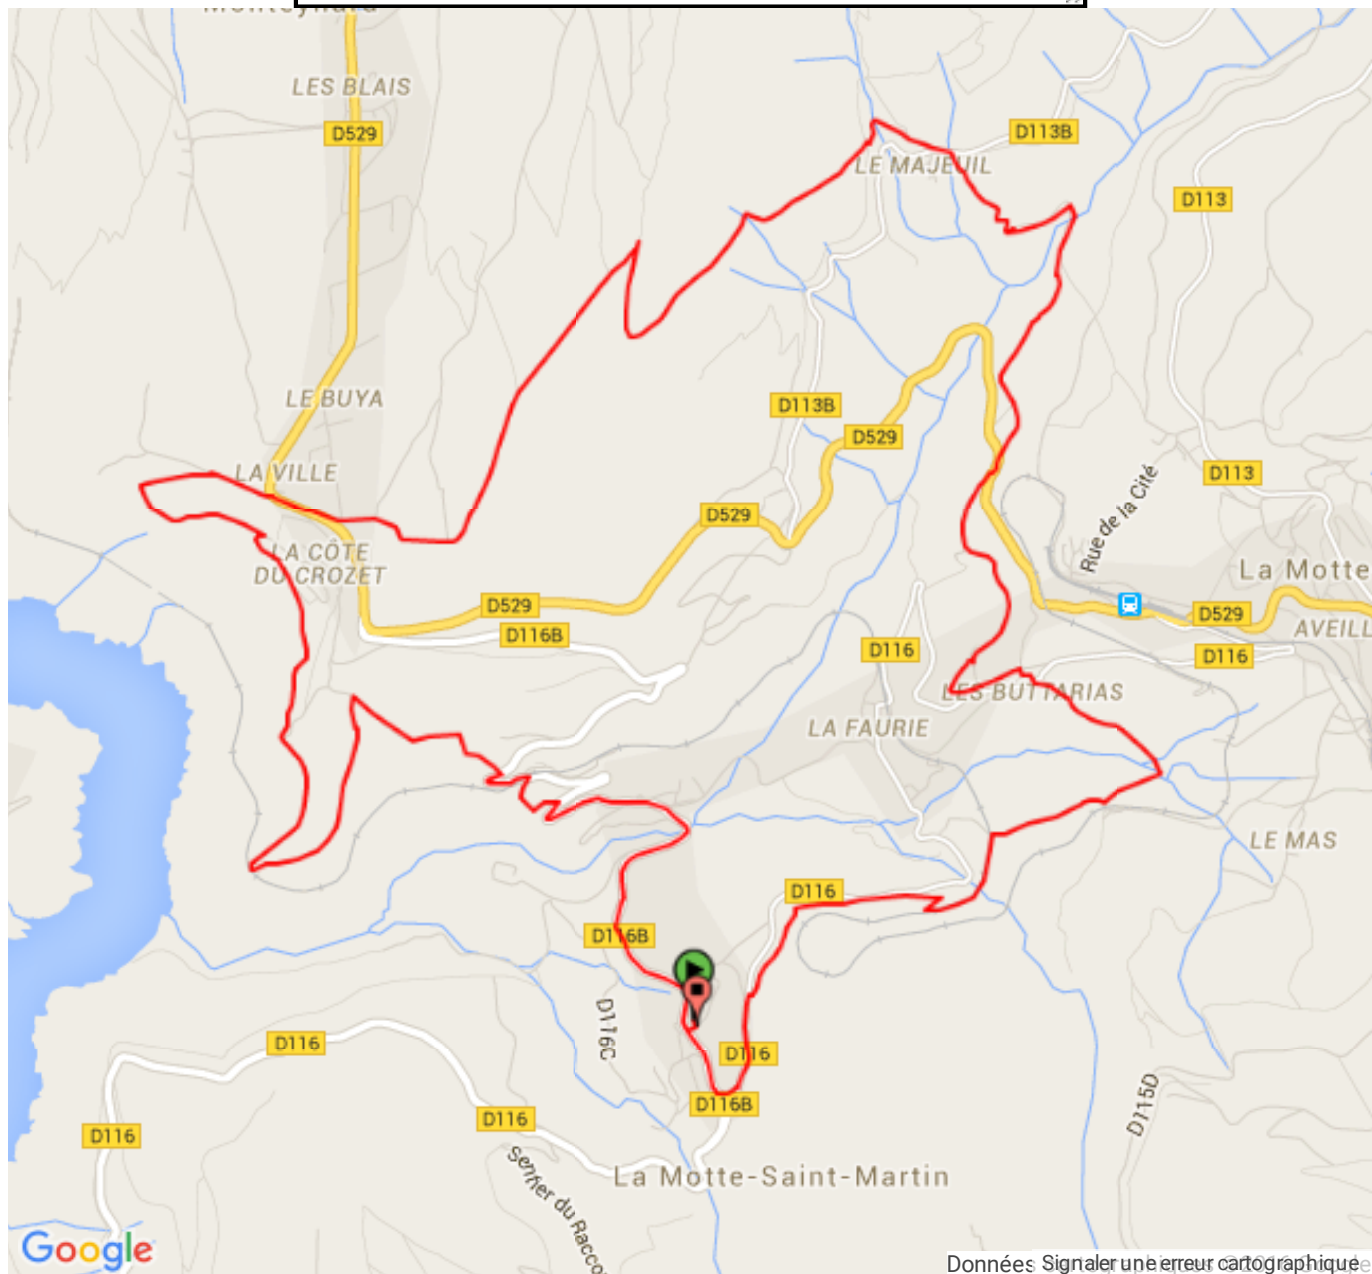 LES BLAIS
D529
D113B
LE MAJEUIL
D113
LE BUYA
D113B
D529
LA VILLE
D113
Rue de la Cité
D529
LA CÔTE
DU CROZET
La Motte
D529
D529
D116B
AVEILL
D116
D116
LES BUTTARIAS
LA FAURIE
LE MAS
D116
D116B
D116C
D116
D116
D116B
D116
D116
D115D
Sentier du Racco
La Motte-Saint-Martin
Google
Données
Signaler une erreur cartographique